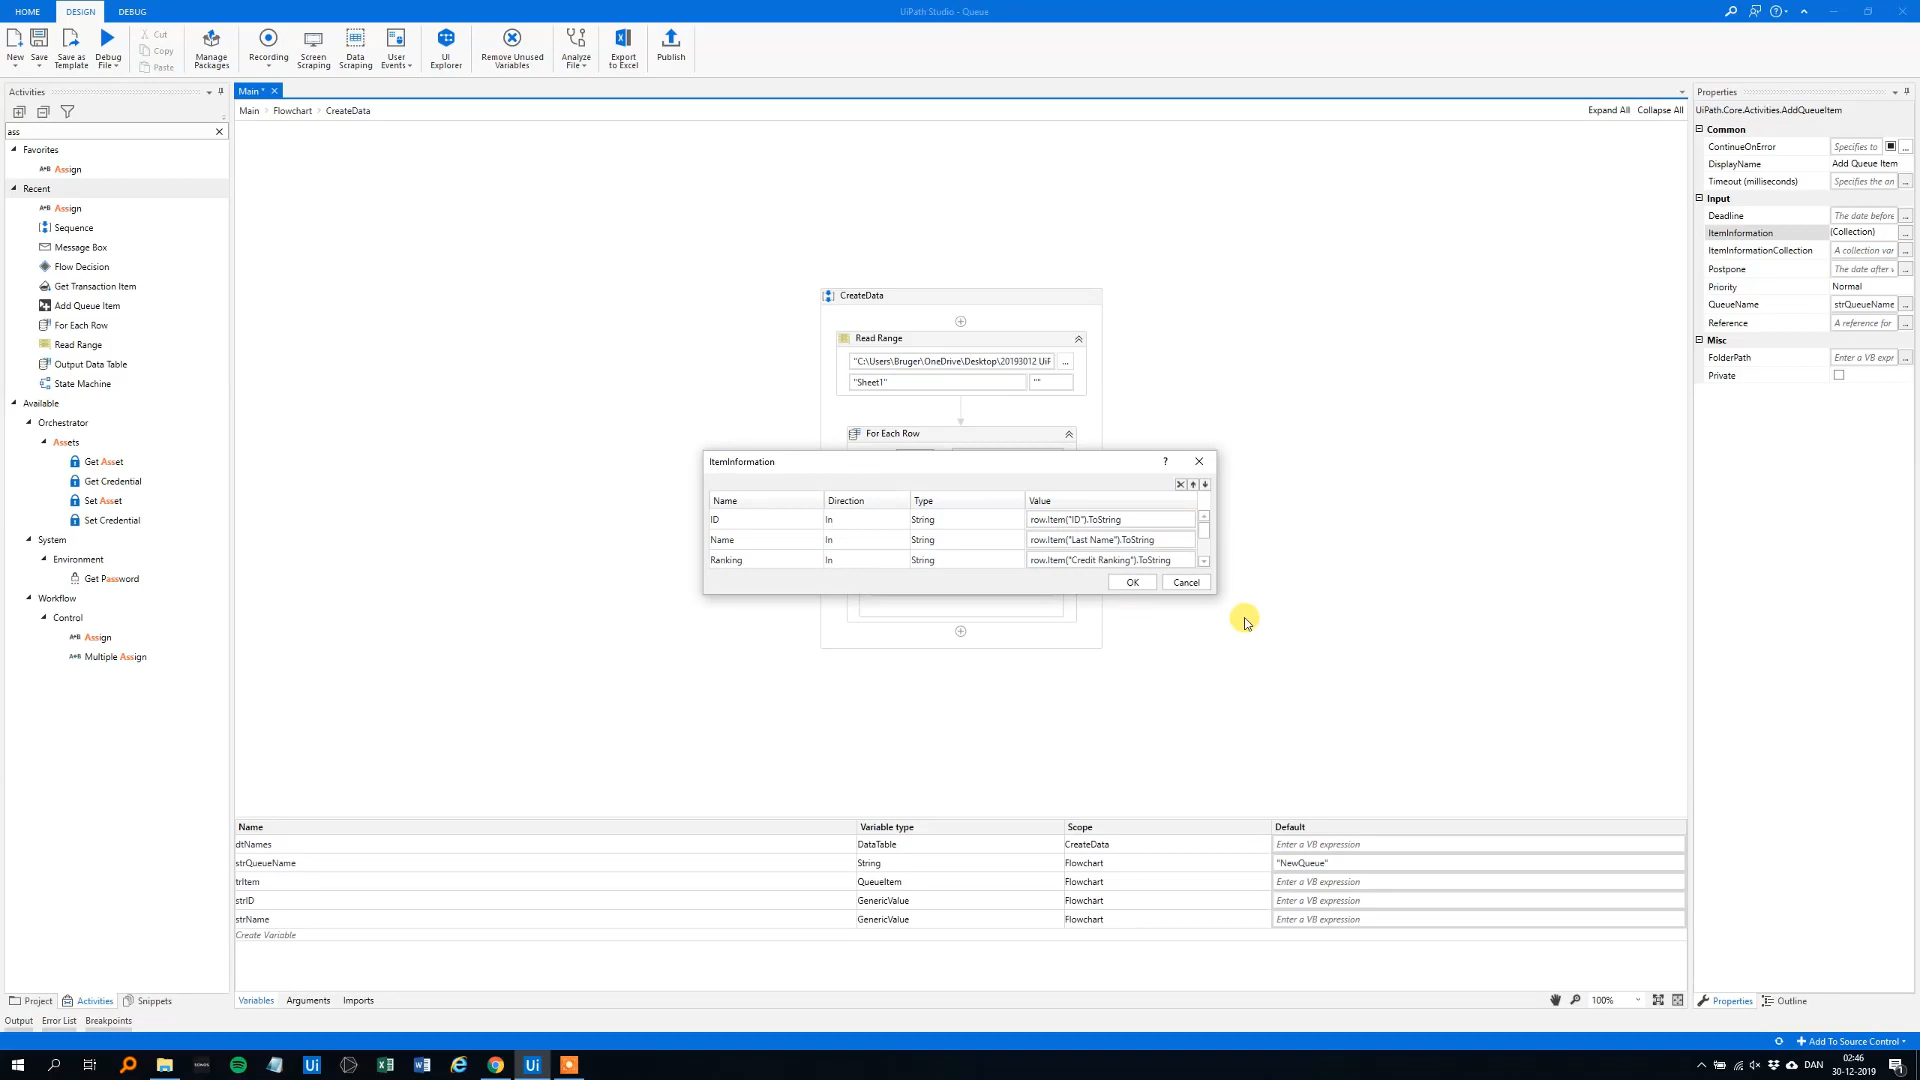 HOME DESIGN DEBUG
UiPath Studio - Queue
New Save Save as Template Debug File Cut Copy Paste Manage Packages Recording Screen Scraping Data Scraping User Events UI Explorer Remove Unused Variables Analyze File Export to Excel Publish
Activities
ass
Favorites
A+B Assign
Recent
A+B Assign
Sequence
Message Box
Flow Decision
Get Transaction Item
Add Queue Item
For Each Row
Read Range
Output Data Table
State Machine
Available
Orchestrator
Assets
Get Asset
Get Credential
Set Asset
Set Credential
System
Environment
Get Password
Workflow
Control
A+B Assign
A+B Multiple Assign
Project Activities Snippets
Main *
Main > Flowchart > CreateData
Expand All Collapse All
CreateData
Read Range
"C:\Users\Bruger\OneDrive\Desktop\20193012 UiF ...
"Sheet1" ""
For Each Row
ItemInformation ?
Name Direction Type Value
ID In String row.Item("ID").ToString
Name In String row.Item("Last Name").ToString
Ranking In String row.Item("Credit Ranking").ToString
OK Cancel
Name Variable type Scope Default
dtNames DataTable CreateData Enter a VB expression
strQueueName String Flowchart "NewQueue"
trItem QueueItem Flowchart Enter a VB expression
strID GenericValue Flowchart Enter a VB expression
strName GenericValue Flowchart Enter a VB expression
Create Variable
Variables Arguments Imports
100%
Properties
UiPath.Core.Activities.AddQueueItem
Common
ContinueOnError Specifies to ...
DisplayName Add Queue Item
Timeout (milliseconds) Specifies the an ...
Input
Deadline The date before ...
ItemInformation (Collection) ...
ItemInformationCollection A collection var ...
Postpone The date after w ...
Priority Normal
QueueName strQueueName ...
Reference A reference for ...
Misc
FolderPath Enter a VB expr ...
Private
Properties Outline
Output Error List Breakpoints
Add To Source Control
SONOS Ui Ui
DAN
02:46
30-12-2019